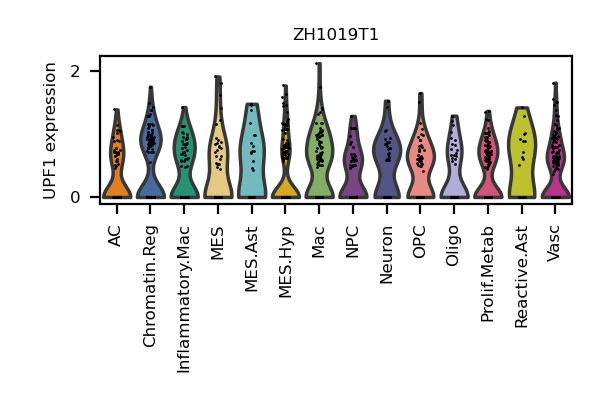 ZH1019T1
UPF1 expression
2
0
AC
Chromatin.Reg
Inflammatory.Mac
MES
MES.Ast
MES.Hyp
Mac
NPC
Neuron
OPC
Oligo
Prolif.Metab
Reactive.Ast
Vasc